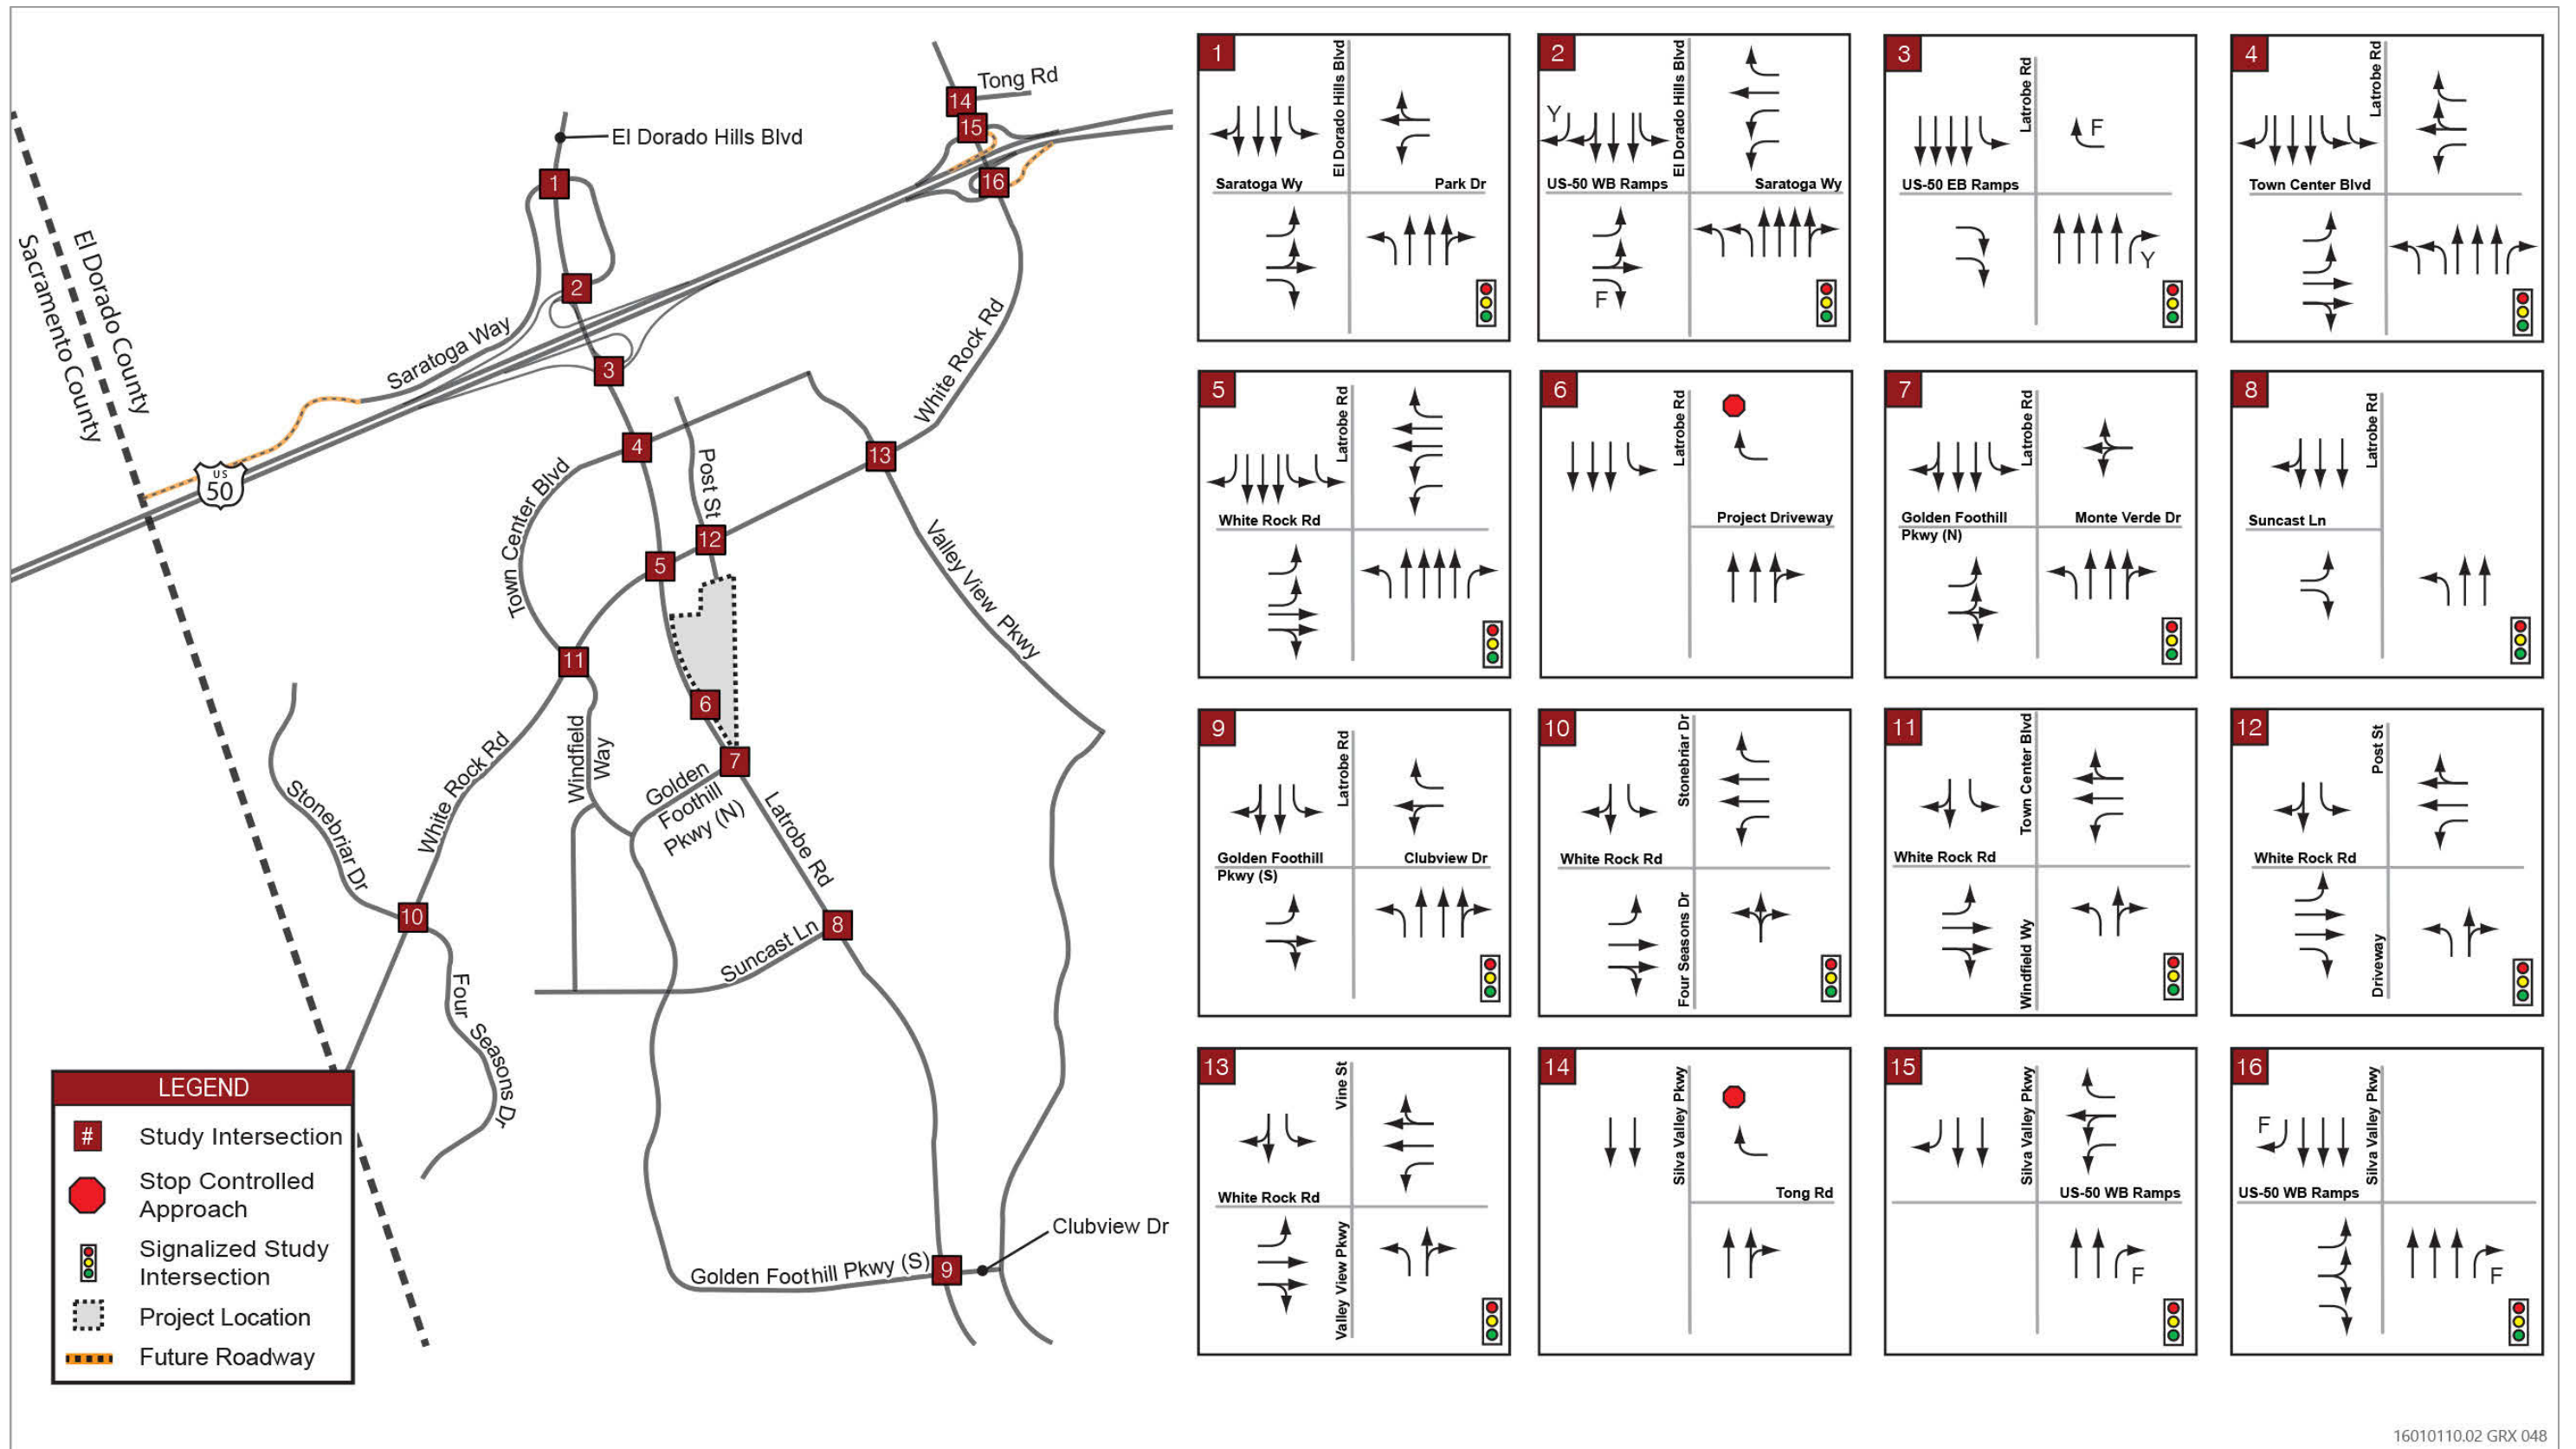 Tong Rd
14
15
El Dorado Hills Blvd
16
1
El Dorado County
Sacramento County
2
Saratoga Way
3
White Rock Rd
US
50
4
Post St
13
Town Center Blvd
12
5
Valley View Pkwy
11
6
Windfield
Way
7
Golden
Foothill
Pkwy (N)
White Rock Rd
Latrobe Rd
Stonebriar Dr
10
8
Suncast Ln
Four Seasons Dr
Clubview Dr
Golden Foothill Pkwy (S)
9
LEGEND
# Study Intersection
Stop Controlled
Approach
Signalized Study
Intersection
Project Location
Future Roadway
1
El Dorado Hills Blvd
Saratoga Wy
Park Dr
2
El Dorado Hills Blvd
Y
US-50 WB Ramps
Saratoga Wy
F
3
Latrobe Rd
F
US-50 EB Ramps
Y
4
Latrobe Rd
Town Center Blvd
5
Latrobe Rd
White Rock Rd
6
Latrobe Rd
Project Driveway
7
Latrobe Rd
Golden Foothill
Pkwy (N)
Monte Verde Dr
8
Latrobe Rd
Suncast Ln
9
Latrobe Rd
Golden Foothill
Pkwy (S)
Clubview Dr
10
Stonebriar Dr
White Rock Rd
Four Seasons Dr
11
Town Center Blvd
White Rock Rd
Windfield Wy
12
Post St
White Rock Rd
Driveway
13
Vine St
White Rock Rd
Valley View Pkwy
14
Silva Valley Pkwy
Tong Rd
15
Silva Valley Pkwy
US-50 WB Ramps
F
16
Silva Valley Pkwy
F
US-50 WB Ramps
F
16010110.02 GRX 048